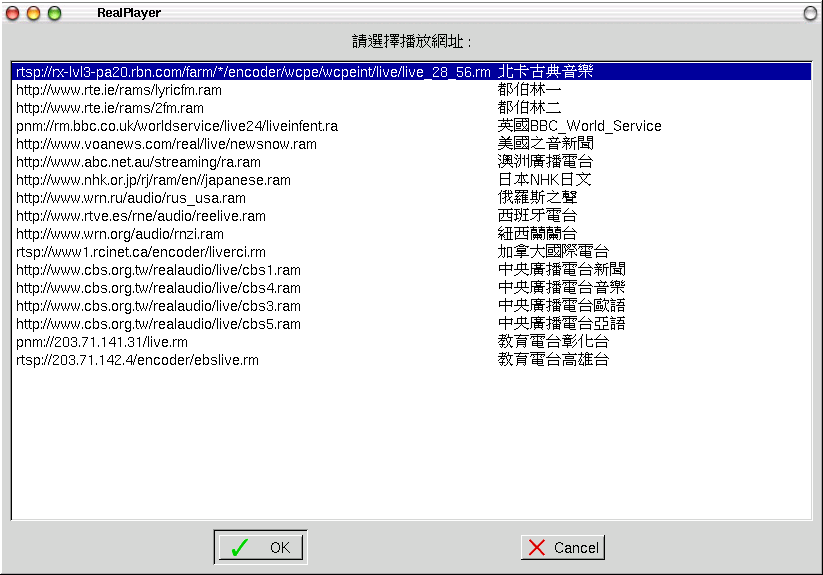 RealPlayer
請選擇播放網址 :
rtsp://rx-lvl3-pa20.rbn.com/farm/*/encoder/wcpe/wcpeint/live/live_28_56.rm 北卡古典音樂
http://www.rte.ie/rams/lyricfm.ram 都伯林一
http://www.rte.ie/rams/2fm.ram 都伯林二
pnm://rm.bbc.co.uk/worldservice/live24/liveinfent.ra 英國BBC_World_Service
http://www.voanews.com/real/live/newsnow.ram 美國之音新聞
http://www.abc.net.au/streaming/ra.ram 澳洲廣播電台
http://www.nhk.or.jp/rj/ram/en//japanese.ram 日本NHK日文
http://www.wrn.ru/audio/rus_usa.ram 俄羅斯之聲
http://www.rtve.es/rne/audio/reelive.ram 西班牙電台
http://www.wrn.org/audio/rnzi.ram 紐西蘭蘭台
rtsp://www1.rcinet.ca/encoder/liverci.rm 加拿大國際電台
http://www.cbs.org.tw/realaudio/live/cbs1.ram 中央廣播電台新聞
http://www.cbs.org.tw/realaudio/live/cbs4.ram 中央廣播電台音樂
http://www.cbs.org.tw/realaudio/live/cbs3.ram 中央廣播電台歐語
http://www.cbs.org.tw/realaudio/live/cbs5.ram 中央廣播電台亞語
pnm://203.71.141.31/live.rm 教育電台彰化台
rtsp://203.71.142.4/encoder/ebslive.rm 教育電台高雄台
OK Cancel